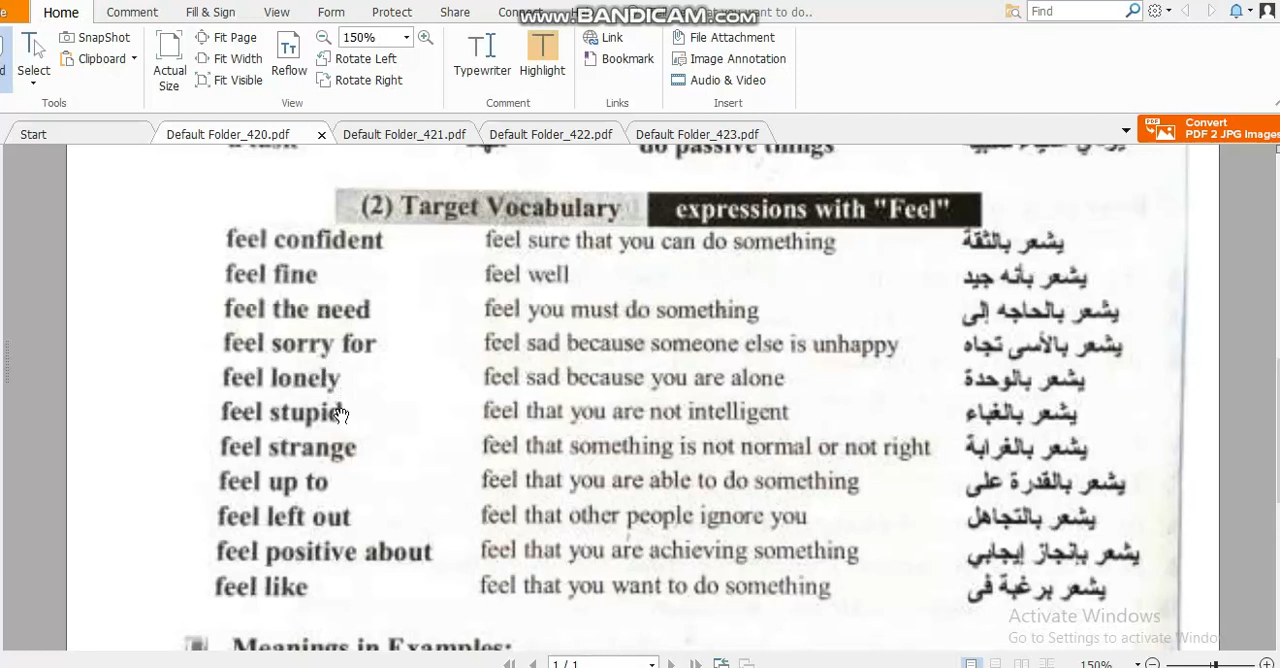 www.BANDICAM.com
Home Comment Fill & Sign View Form Protect Share
Find
SnapShot
Clipboard
Select
Tools
Actual Size
Fit Page
Fit Width
Fit Visible
Reflow
150%
Rotate Left
Rotate Right
View
Typewriter
Highlight
Comment
Link
Bookmark
Links
File Attachment
Image Annotation
Audio & Video
Insert
Start
Default Folder_420.pdf
Default Folder_421.pdf
ult Folder_422.pdf
Default Folder_423.pdf
Convert
PDF 2 JPG Images
do passive things
(2) Target Vocabulary expressions with "Feel"
feel confident feel sure that you can do something يشعر بالثقة
feel fine feel well يشعر بأنه جيد
feel the need feel you must do something يشعر بالحاجه إلى
feel sorry for feel sad because someone else is unhappy يشعر بالأسى تجاه
feel lonely feel sad because you are alone يشعر بالوحدة
feel stupid feel that you are not intelligent يشعر بالغباء
feel strange feel that something is not normal or not right يشعر بالغرابة
feel up to feel that you are able to do something يشعر بالقدرة على
feel left out feel that other people ignore you يشعر بالتجاهل
feel positive about feel that you are achieving something يشعر بإنجاز إيجابي
feel like feel that you want to do something يشعر برغبة فى
Activate Windows
Go to Settings to activate Windo
Meanings in Examples:
1 / 1
150%